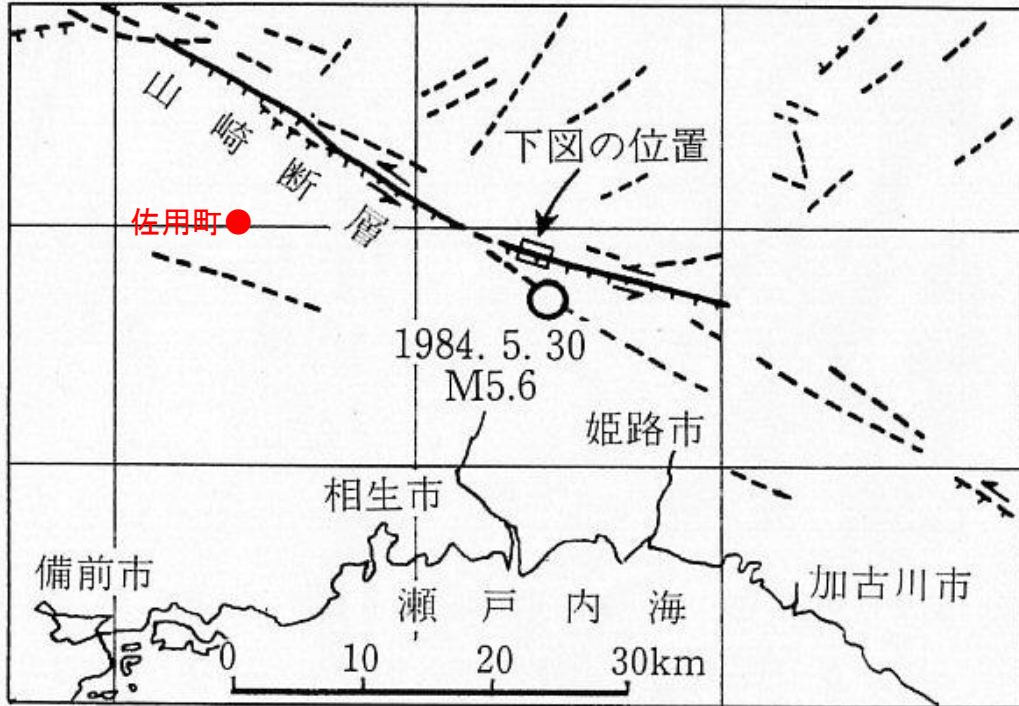 山崎断層
下図の位置
佐用町
1984. 5. 30
M5.6
姫路市
相生市
備前市
瀬戸内海
加古川市
0 10 20 30km